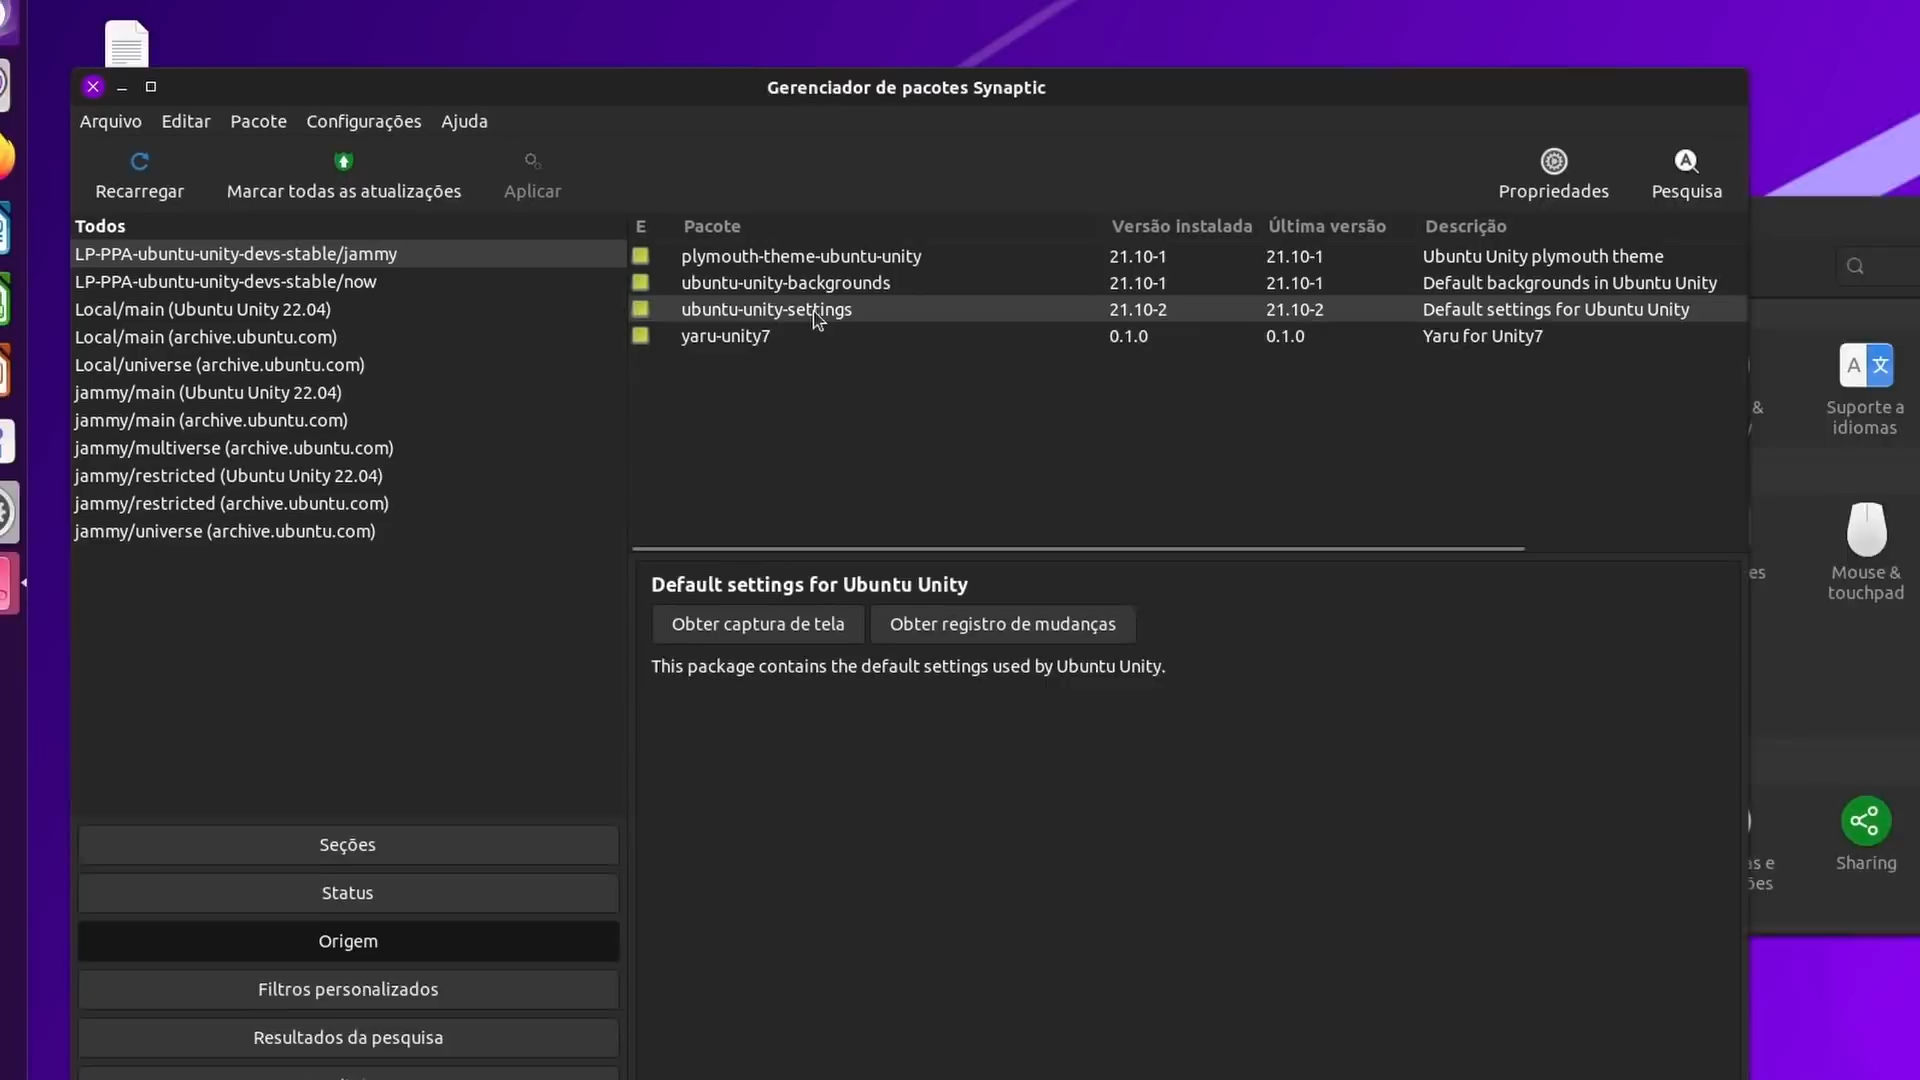 Gerenciador de pacotes Synaptic
Arquivo Editar Pacote Configurações Ajuda
Recarregar Marcar todas as atualizações Aplicar Propriedades Pesquisa
Todos
LP-PPA-ubuntu-unity-devs-stable/jammy
LP-PPA-ubuntu-unity-devs-stable/now
Local/main (Ubuntu Unity 22.04)
Local/main (archive.ubuntu.com)
Local/universe (archive.ubuntu.com)
jammy/main (Ubuntu Unity 22.04)
jammy/main (archive.ubuntu.com)
jammy/multiverse (archive.ubuntu.com)
jammy/restricted (Ubuntu Unity 22.04)
jammy/restricted (archive.ubuntu.com)
jammy/universe (archive.ubuntu.com)
Seções
Status
Origem
Filtros personalizados
Resultados da pesquisa
E Pacote Versão instalada Última versão Descrição
plymouth-theme-ubuntu-unity 21.10-1 21.10-1 Ubuntu Unity plymouth theme
ubuntu-unity-backgrounds 21.10-1 21.10-1 Default backgrounds in Ubuntu Unity
ubuntu-unity-settings 21.10-2 21.10-2 Default settings for Ubuntu Unity
yaru-unity7 0.1.0 0.1.0 Yaru for Unity7
Default settings for Ubuntu Unity
Obter captura de tela Obter registro de mudanças
This package contains the default settings used by Ubuntu Unity.
&
Suporte a
idiomas
es
Mouse &
touchpad
as e
ões
Sharing